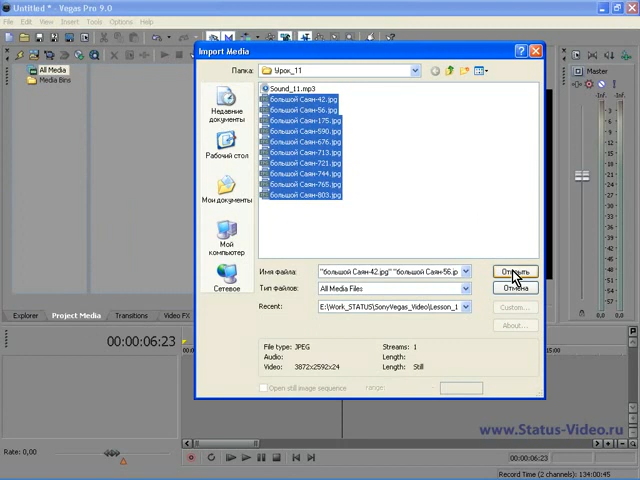 Untitled * - Vegas Pro 9.0
File Edit View Insert Tools Options
Import Media
Папка: Урок_11
All Media
Media Bins
Недавние документы
Рабочий стол
Мои документы
Мой компьютер
Сетевое
Sound_11.mp3
большой Саян-42.jpg
большой Саян-56.jpg
большой Саян-175.jpg
большой Саян-590.jpg
большой Саян-676.jpg
большой Саян-713.jpg
большой Саян-721.jpg
большой Саян-744.jpg
большой Саян-765.jpg
большой Саян-803.jpg
Имя файла: "большой Саян-42.jpg" "большой Саян-56.jp
Открыть
Тип файлов: All Media Files
Отмена
Recent: E:\Work_STATUS\SonyVegas_Video\Lesson_1
Custom...
About...
File type: JPEG
Streams: 1
Audio:
Length:
Video: 3872x2592x24
Length: Still
Open still image sequence
range:
Master
-Inf. -Inf.
Explorer Project Media Transitions Video FX
00:00:06:23
15:00
Rate: 0,00
www.Status-Video.ru
00:00:06:23
Record Time (2 channels): 134:00:45